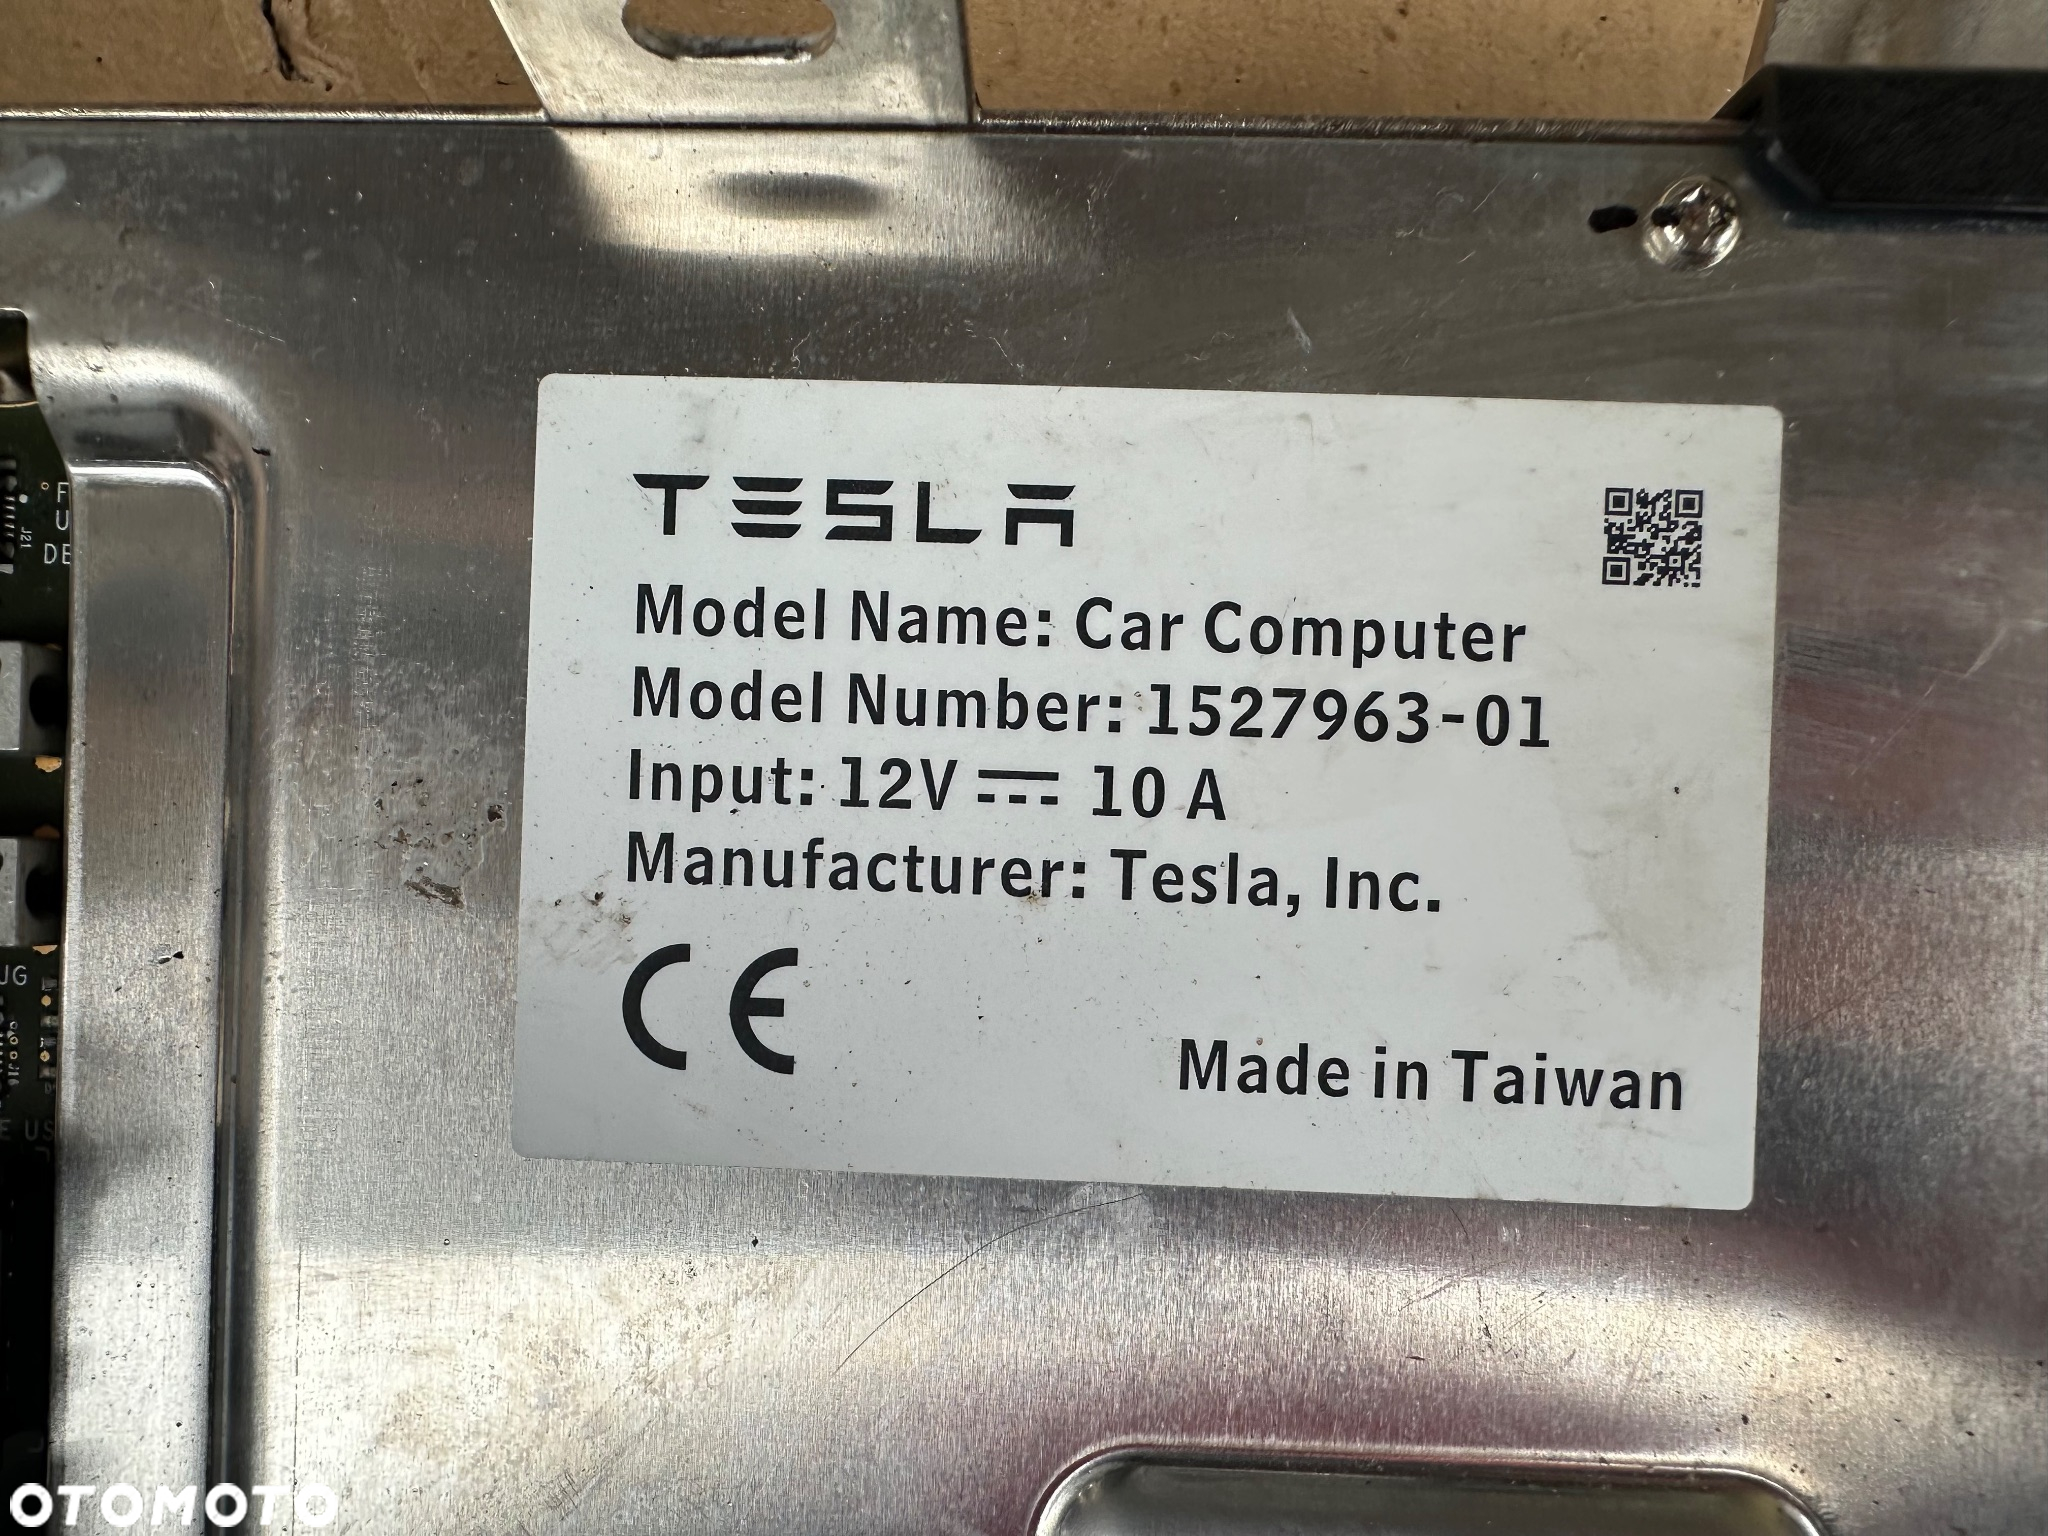 TESLA
Model Name: Car Computer
Model Number: 1527963-01
Input: 12V ⎓ 10 A
Manufacturer: Tesla, Inc.
CE
Made in Taiwan
J21
OTOMOTO